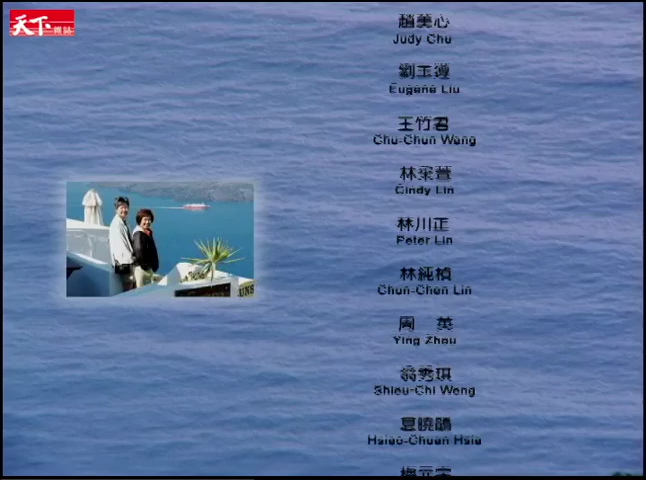 天下雜誌
趙美心
Judy Chu
劉玉蓮
Eugene Liu
王竹君
Chu-Chun Wang
林采萱
Cindy Lin
林川正
Peter Lin
林純楨
Chun-Chen Lin
周 英
Ying Zhou
翁秀琪
Shieu-Chi Weng
夏曉鵑
Hsiao-Chuan Hsia
UNS